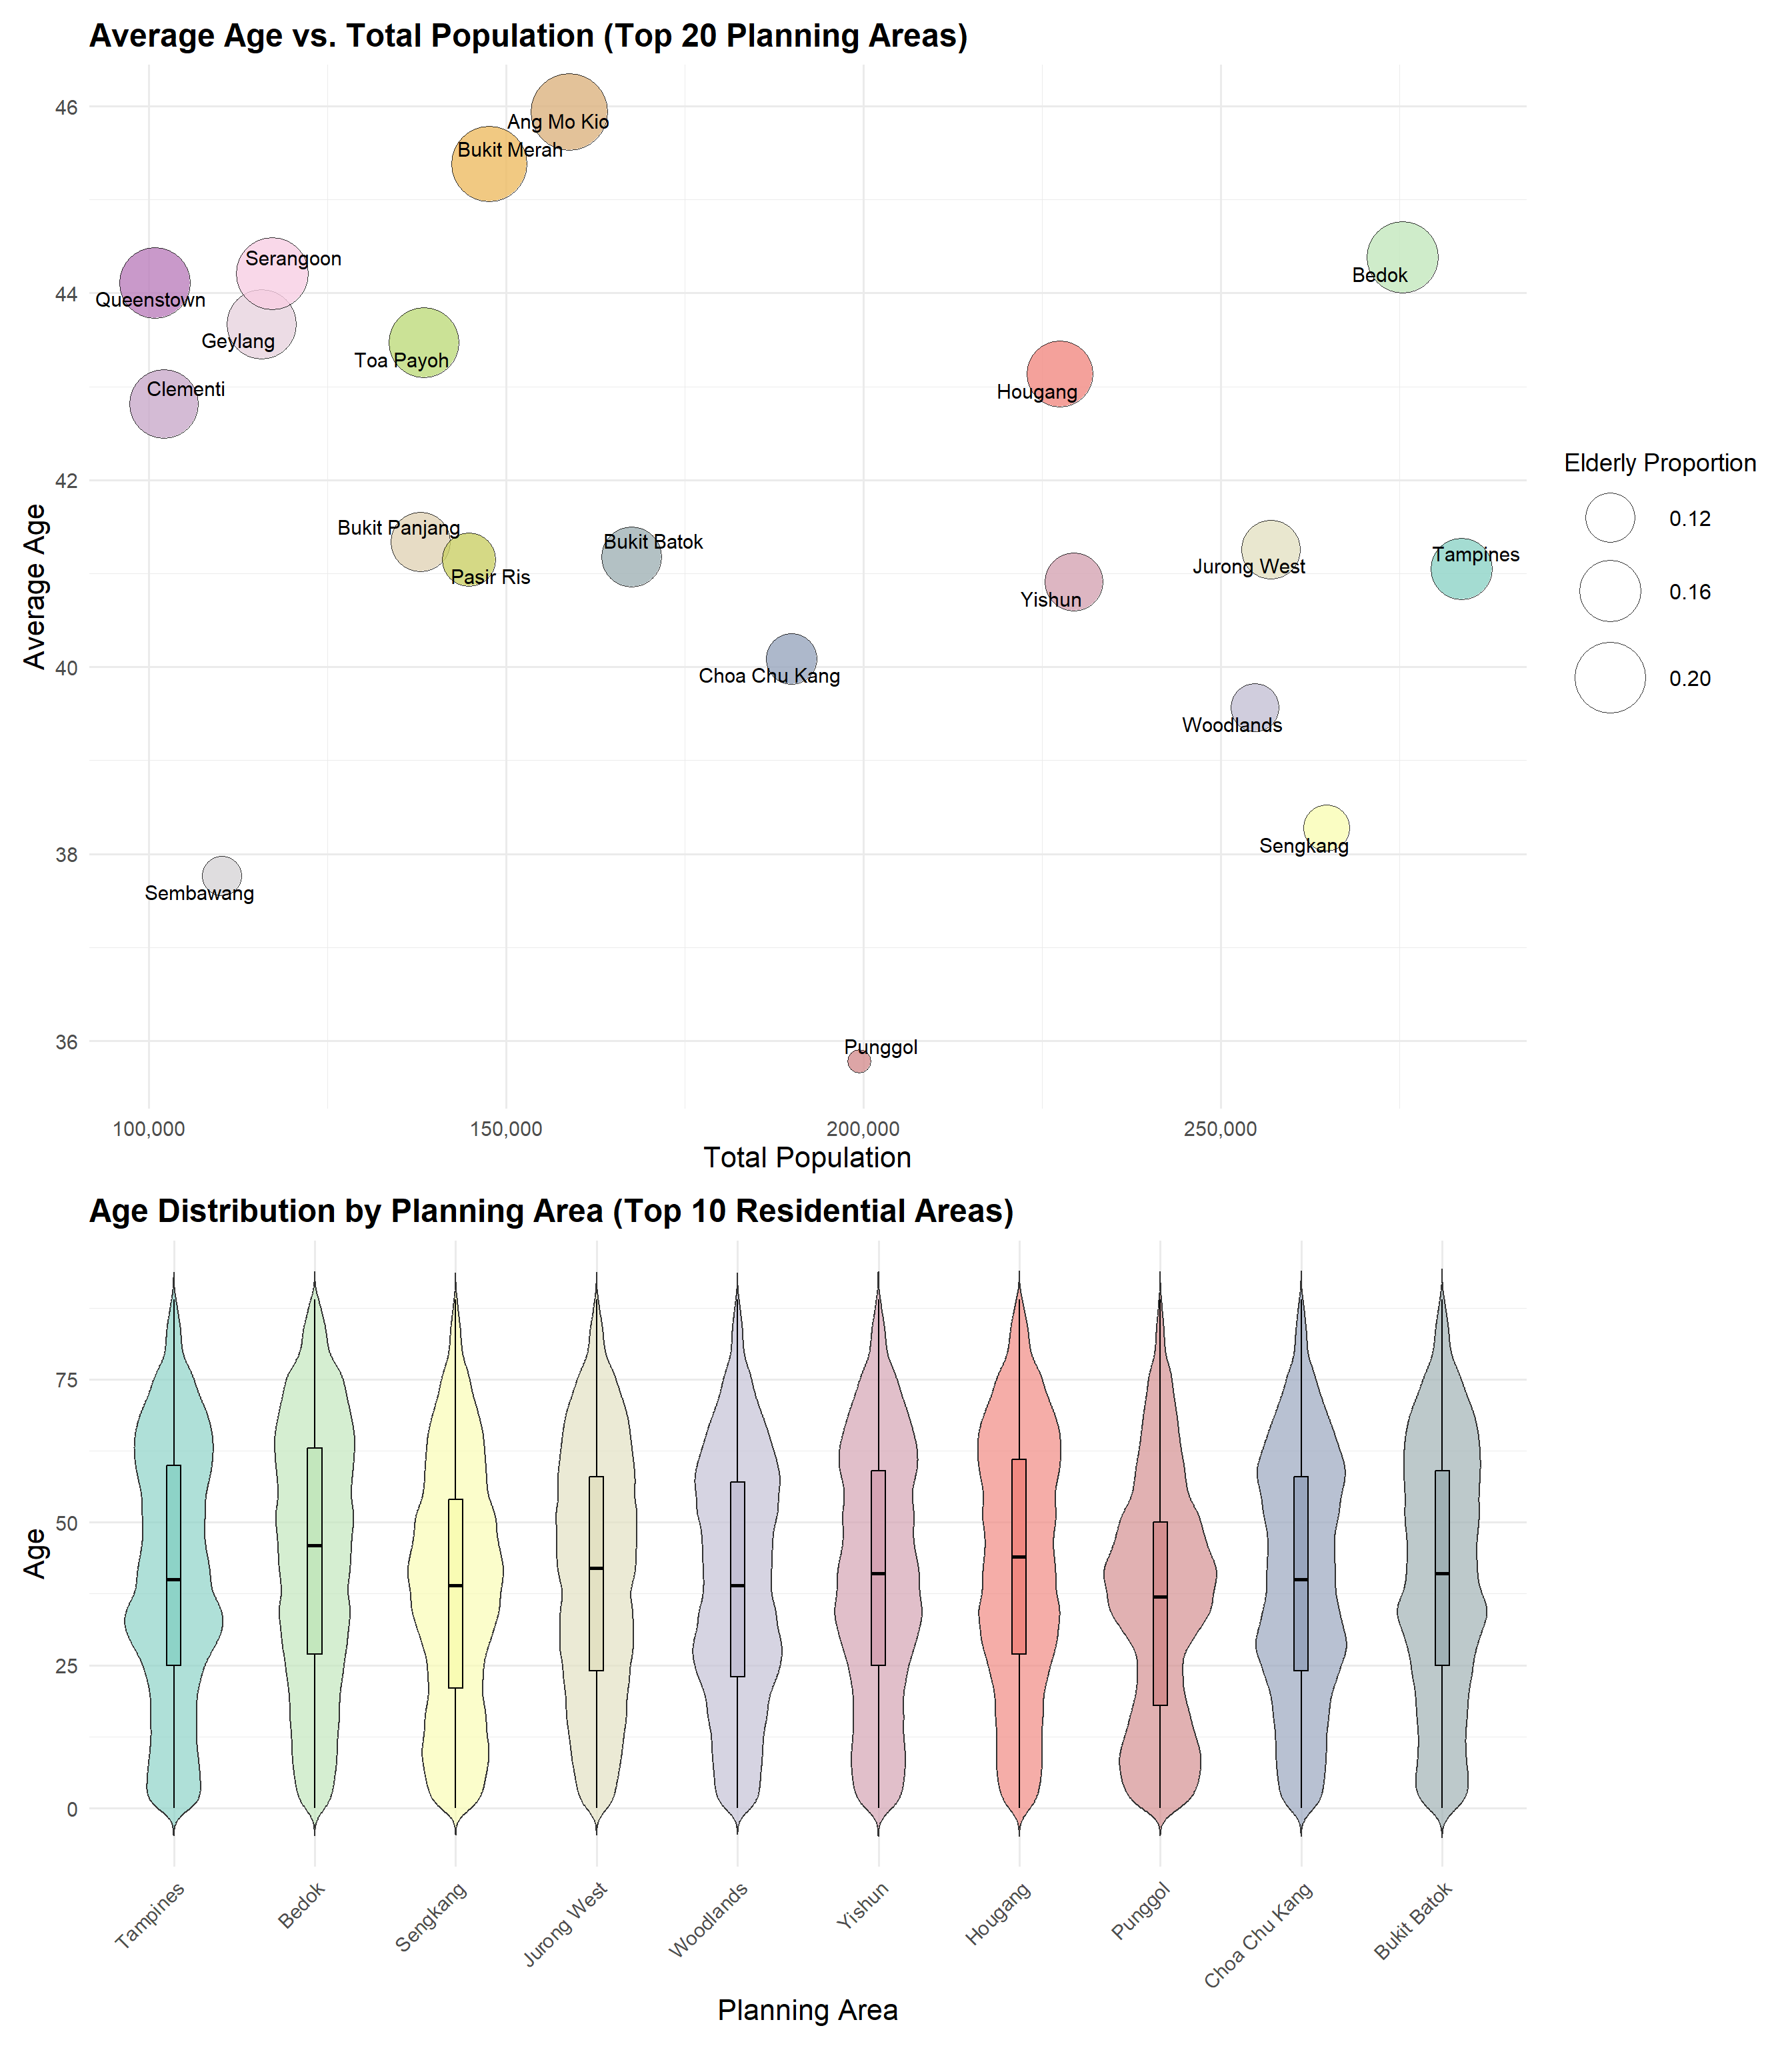 Average Age vs. Total Population (Top 20 Planning Areas)
46
44
42
40
38
36
Average Age
Ang Mo Kio
Bukit Merah
Serangoon
Queenstown
Geylang
Toa Payoh
Clementi
Bedok
Hougang
Bukit Panjang
Pasir Ris
Bukit Batok
Yishun
Jurong West
Tampines
Choa Chu Kang
Woodlands
Sengkang
Sembawang
Punggol
100,000
150,000
200,000
250,000
Total Population
Elderly Proportion
0.12
0.16
0.20
Age Distribution by Planning Area (Top 10 Residential Areas)
75
50
25
0
Age
Tampines
Bedok
Sengkang
Jurong West
Woodlands
Yishun
Hougang
Punggol
Choa Chu Kang
Bukit Batok
Planning Area